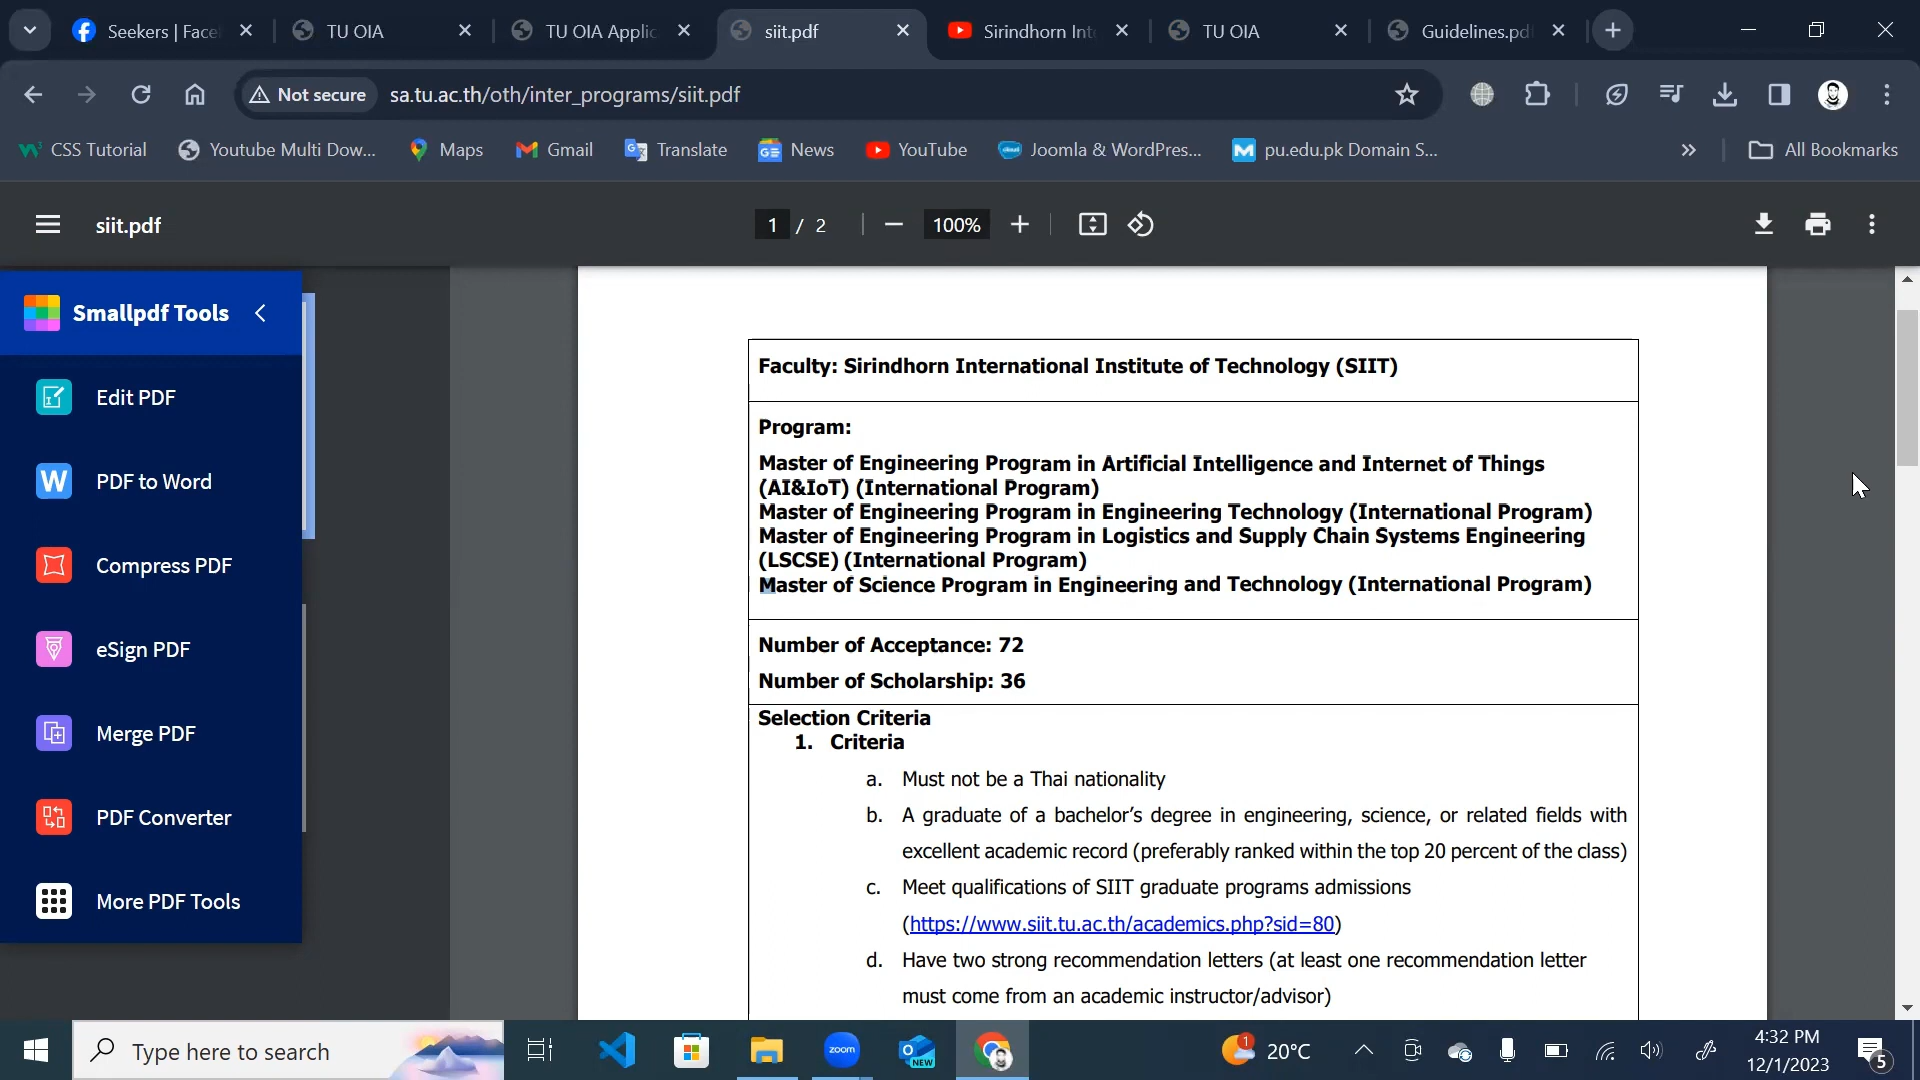 Seekers | Face
TU OIA
TU OIA Applic
siit.pdf
Sirindhorn Inte
TU OIA
Guidelines.pdf
Not secure
sa.tu.ac.th/oth/inter_programs/siit.pdf
CSS Tutorial
Youtube Multi Dow...
Maps
Gmail
Translate
News
YouTube
Joomla & WordPres...
pu.edu.pk Domain S...
All Bookmarks
siit.pdf
1 / 2
100%
Smallpdf Tools
Edit PDF
PDF to Word
Compress PDF
eSign PDF
Merge PDF
PDF Converter
More PDF Tools
Faculty: Sirindhorn International Institute of Technology (SIIT)
Program:
Master of Engineering Program in Artificial Intelligence and Internet of Things
(AI&IoT) (International Program)
Master of Engineering Program in Engineering Technology (International Program)
Master of Engineering Program in Logistics and Supply Chain Systems Engineering
(LSCSE) (International Program)
Master of Science Program in Engineering and Technology (International Program)
Number of Acceptance: 72
Number of Scholarship: 36
Selection Criteria
1. Criteria
a. Must not be a Thai nationality
b. A graduate of a bachelor’s degree in engineering, science, or related fields with
excellent academic record (preferably ranked within the top 20 percent of the class)
c. Meet qualifications of SIIT graduate programs admissions
(https://www.siit.tu.ac.th/academics.php?sid=80)
d. Have two strong recommendation letters (at least one recommendation letter
must come from an academic instructor/advisor)
Type here to search
zoom
NEW
1
20°C
4:32 PM
12/1/2023
5